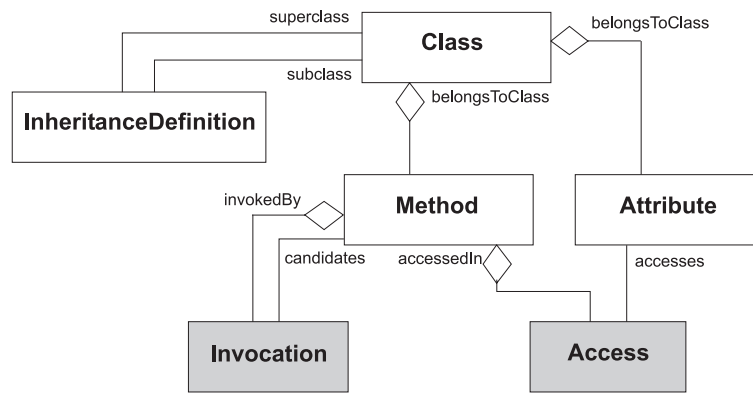 superclass
Class
belongsToClass
subclass
InheritanceDefinition
belongsToClass
invokedBy
Method
Attribute
candidates
accessedIn
accesses
Invocation
Access